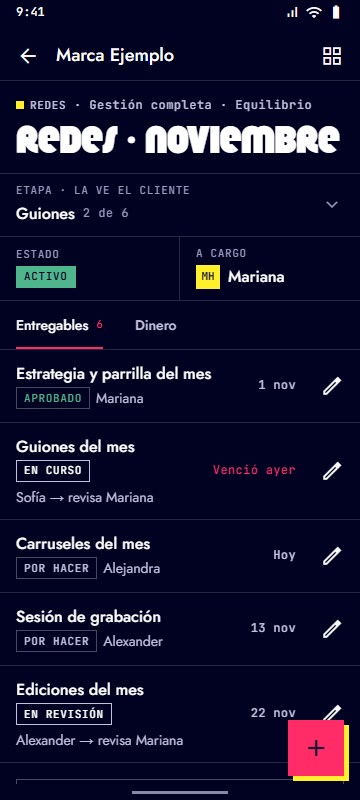 9:41
Marca Ejemplo
REDES · Gestión completa · Equilibrio
REDES · NOVIEMBRE
ETAPA · LA VE EL CLIENTE
Guiones 2 de 6
ESTADO
ACTIVO
A CARGO
MH Mariana
Entregables 6 Dinero
Estrategia y parrilla del mes
APROBADO Mariana
1 nov
Guiones del mes
EN CURSO
Venció ayer
Sofía → revisa Mariana
Carruseles del mes
POR HACER Alejandra
Hoy
Sesión de grabación
POR HACER Alexander
13 nov
Ediciones del mes
EN REVISIÓN
22 nov
Alexander → revisa Mariana